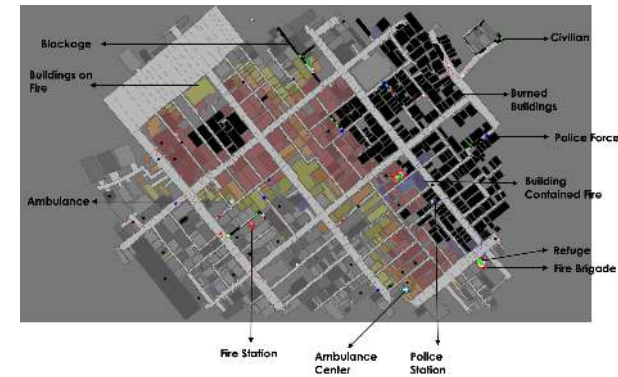 Blockage
Buildings on
Fire
Ambulance
Civilian
Burned
Buildings
Police Force
Building
Contained Fire
Refuge
Fire Brigade
Fire Station
Ambulance
Center
Police
Station